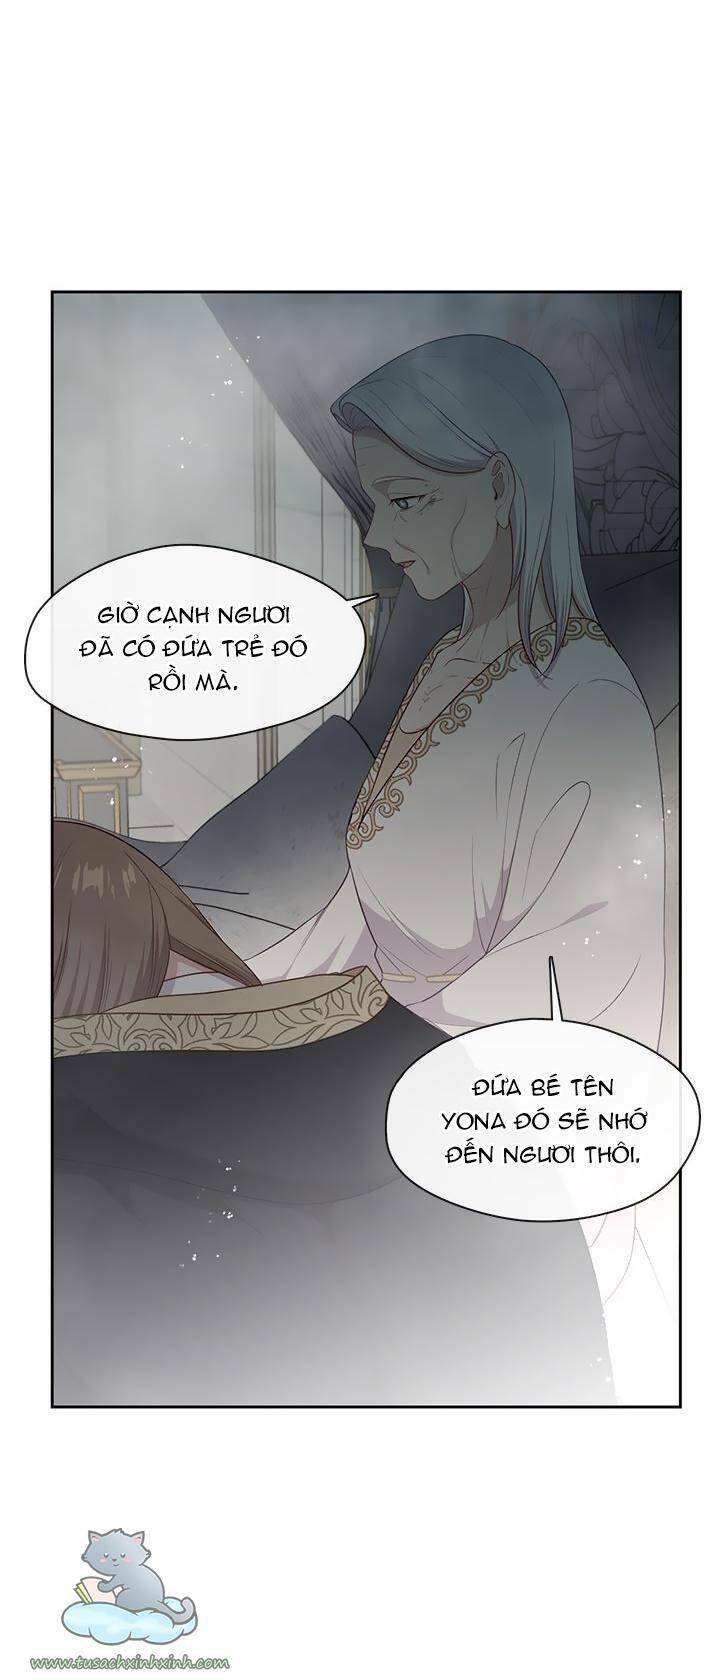 GIỜ CẠNH NGƯƠI
ĐÃ CÓ ĐỨA TRẺ ĐÓ
RỒI MÀ.
ĐỨA BÉ TÊN
YONA ĐÓ SẼ NHỚ
ĐẾN NGƯƠI THÔI.
www.tusachxinhxinh.com